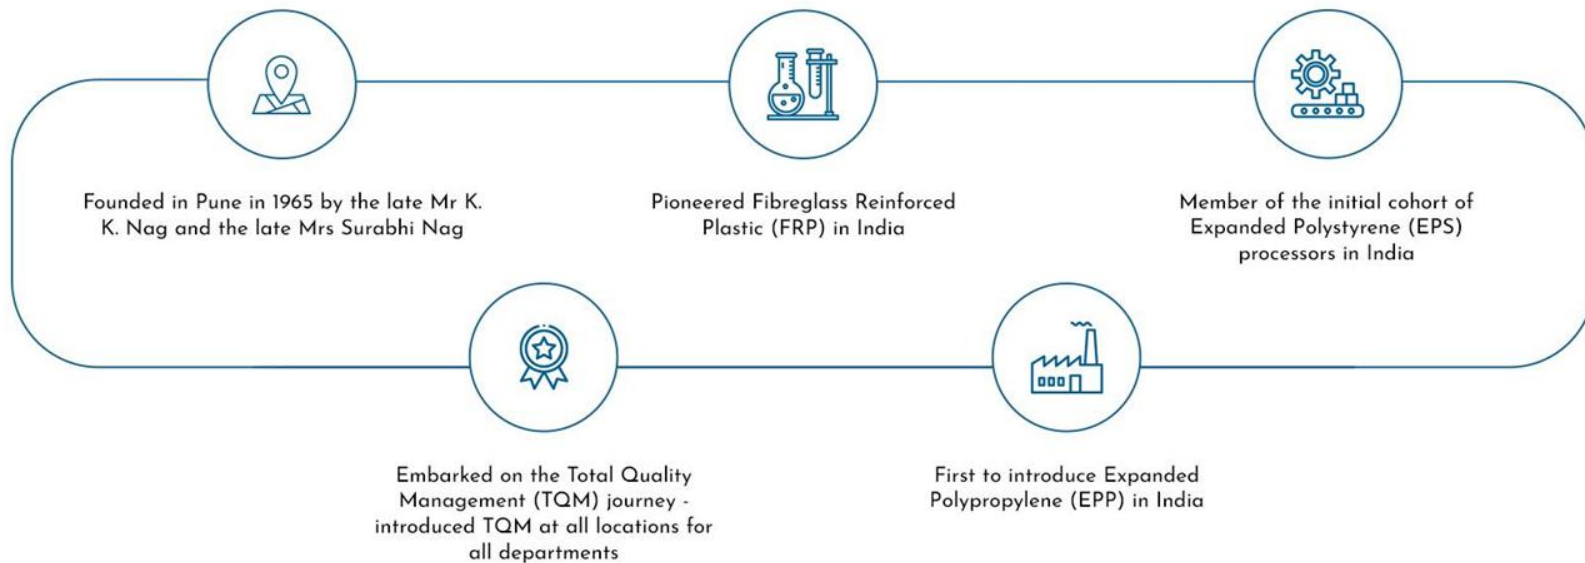 Founded in Pune in 1965 by the late Mr K.
K. Nag and the late Mrs Surabhi Nag
Pioneered Fibreglass Reinforced
Plastic (FRP) in India
Member of the initial cohort of
Expanded Polystyrene (EPS)
processors in India
Embarked on the Total Quality
Management (TQM) journey -
introduced TQM at all locations for
all departments
First to introduce Expanded
Polypropylene (EPP) in India